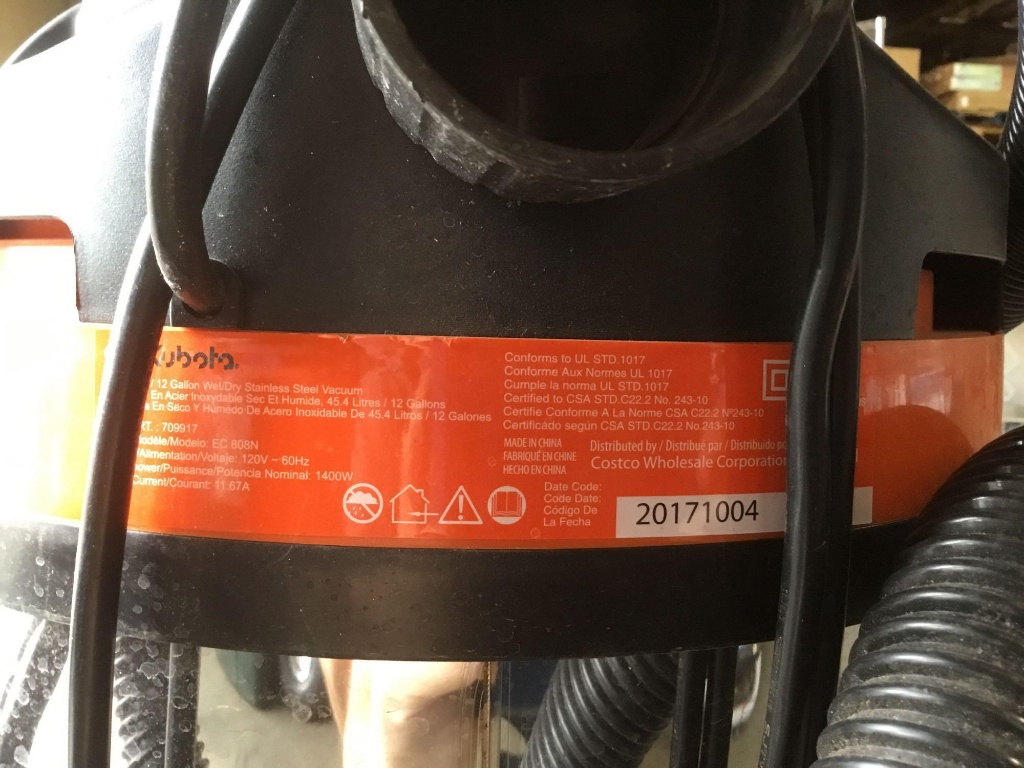 Kubota
/ 12 Gallon Wet/Dry Stainless Steel Vacuum
En Acier Inoxydable Sec Et Humide, 45.4 Litres / 12 Gallons
En Seco Y Húmedo De Acero Inoxidable De 45.4 Litros / 12 Galones
RT. : 709917
odèle/Modelo: EC 808N
/Alimentation/Voltaje: 120V ~ 60Hz
ower/Puissance/Potencia Nominal: 1400W
Current/Courant: 11.67A
Conforms to UL STD.1017
Conforme Aux Normes UL 1017
Cumple la norma UL STD.1017
Certified to CSA STD.C22.2 No. 243-10
Certifie Conforme A La Norme CSA C22.2 Nº243-10
Certificado según CSA STD.C22.2 No.243-10
MADE IN CHINA
FABRIQUÉ EN CHINE
HECHO EN CHINA
Distributed by / Distribué par / Distribuido po
Costco Wholesale Corporation
Date Code:
Code Date:
Código De
La Fecha
20171004